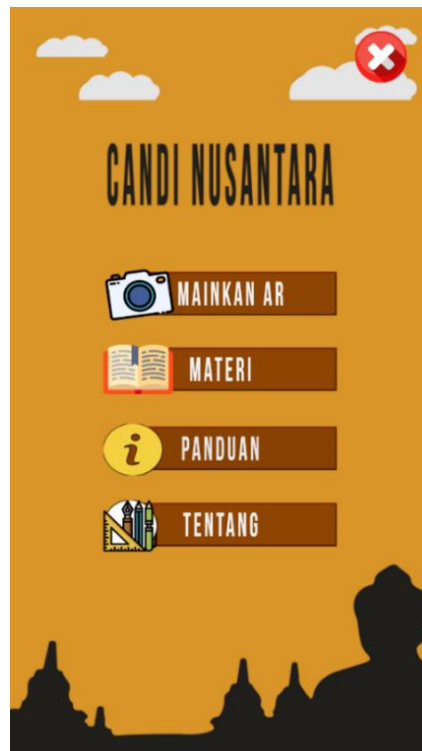 CANDI NUSANTARA
MAINKAN AR
MATERI
PANDUAN
TENTANG